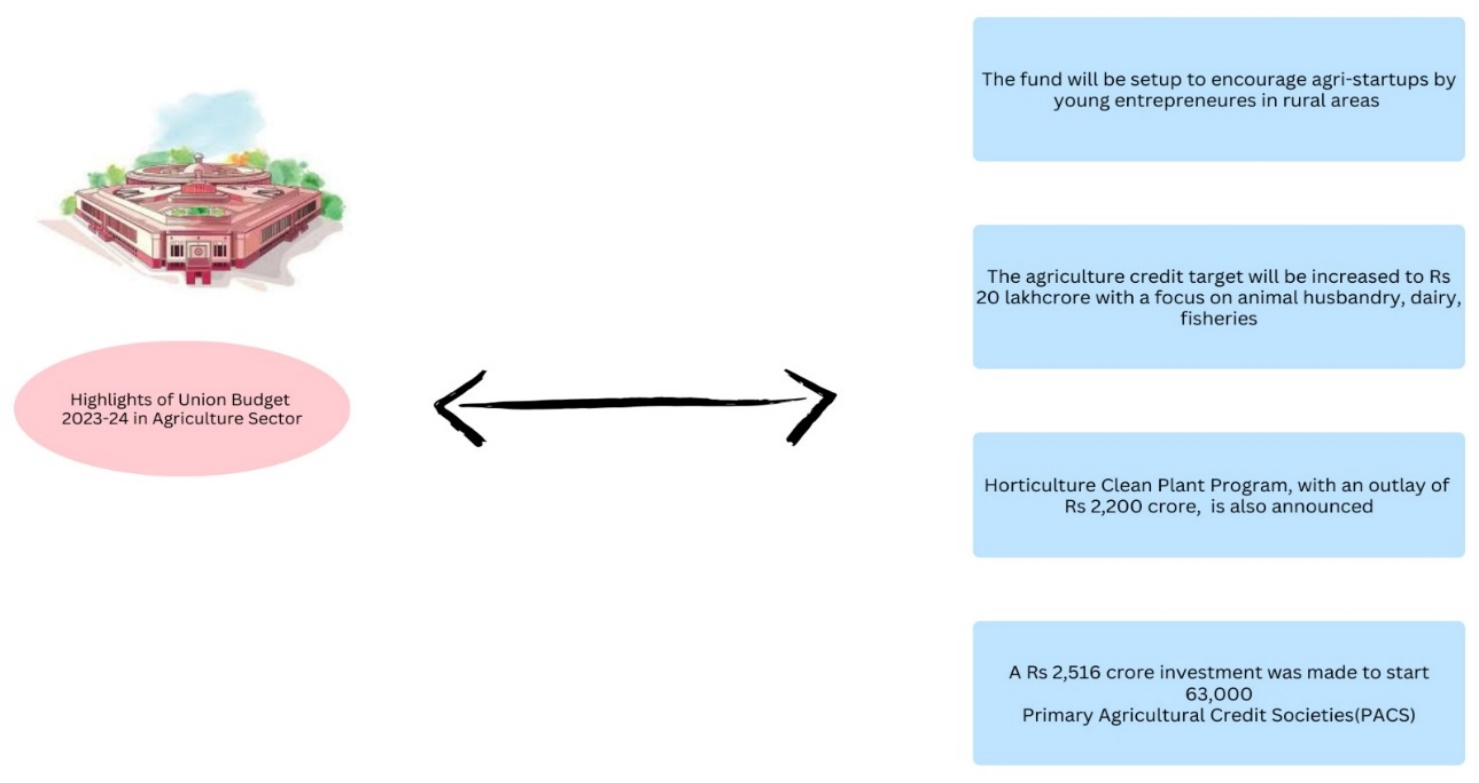 Highlights of Union Budget
2023-24 in Agriculture Sector
The fund will be setup to encourage agri-startups by
young entrepreneures in rural areas
The agriculture credit target will be increased to Rs
20 lakhcrore with a focus on animal husbandry, dairy,
fisheries
Horticulture Clean Plant Program, with an outlay of
Rs 2,200 crore,  is also announced
A Rs 2,516 crore investment was made to start
63,000
Primary Agricultural Credit Societies(PACS)